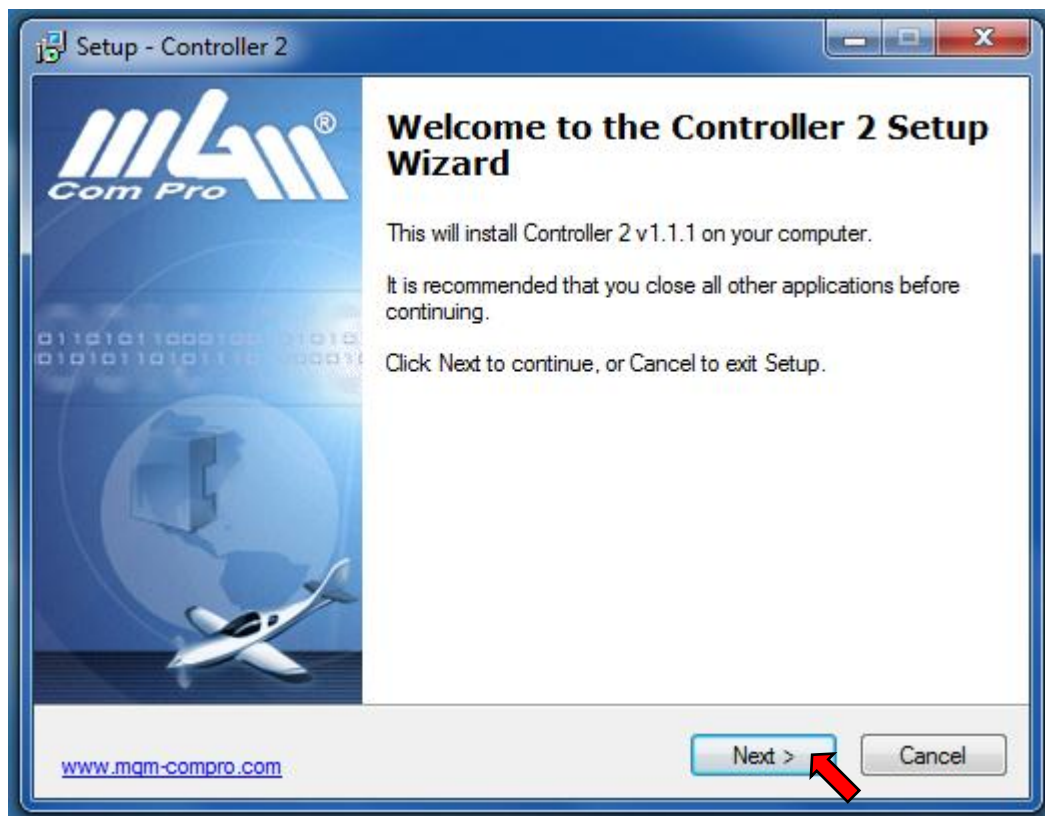 Setup - Controller 2
mgm®
Com Pro
Welcome to the Controller 2 Setup
Wizard
This will install Controller 2 v1.1.1 on your computer.
It is recommended that you close all other applications before
continuing.
Click Next to continue, or Cancel to exit Setup.
www.mgm-compro.com
Next >
Cancel